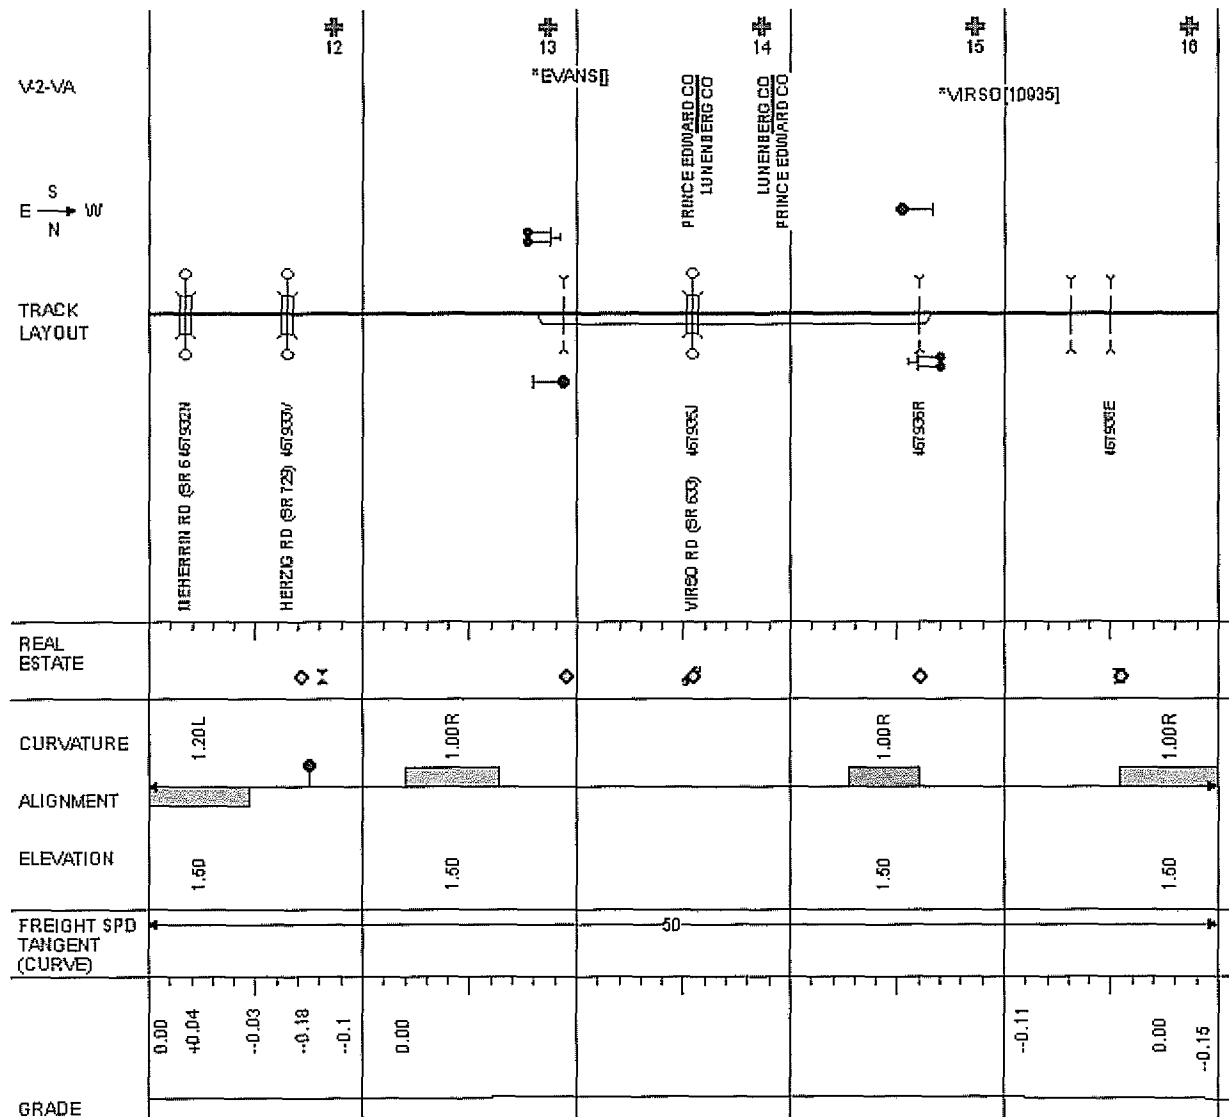 12
13
14
15
16
V-2-VA
*EVANS[]
PRINCE EDWARD CO
LUNENBERG CO
LUNENBERG CO
PRINCE EDWARD CO
*VIRSO[10935]
S
E W
N
TRACK
LAYOUT
MEHERRIN RD (SR 6 467932N
HERZIG RD (SR 729) 467933V
VIRSO RD (SR 633) 467935J
467936R
467938E
REAL
ESTATE
CURVATURE
1.20L
1.00R
1.00R
1.00R
ALIGNMENT
ELEVATION
1.50
1.50
1.50
1.50
FREIGHT SPD
TANGENT
(CURVE)
50
0.00
+0.04
--0.03
--0.18
--0.1
0.00
--0.11
0.00
--0.15
GRADE